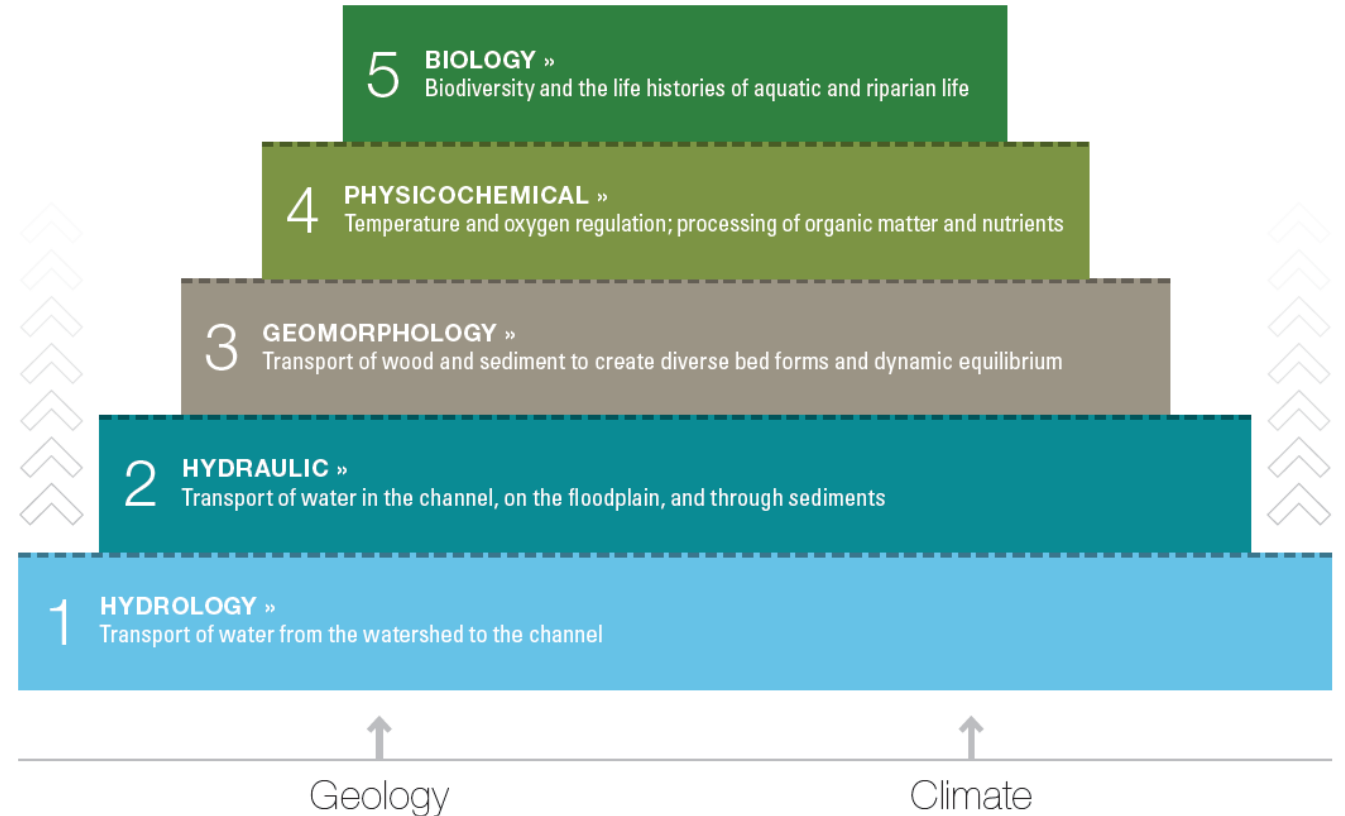 5
BIOLOGY »
Biodiversity and the life histories of aquatic and riparian life
4
PHYSICOCHEMICAL »
Temperature and oxygen regulation; processing of organic matter and nutrients
3
GEOMORPHOLOGY »
Transport of wood and sediment to create diverse bed forms and dynamic equilibrium
2
HYDRAULIC »
Transport of water in the channel, on the floodplain, and through sediments
1
HYDROLOGY »
Transport of water from the watershed to the channel
Geology
Climate